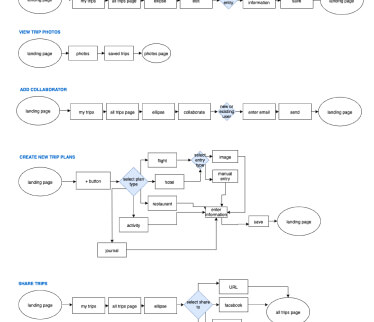 landing page
my trips
all trips page
ellipse
edit
entry
information
save
landing page
VIEW TRIP PHOTOS
landing page
photos
saved trips
photos page
ADD COLLABORATOR
landing page
my trips
all trips page
ellipse
collaborate
new or
existing
user
enter email
send
landing page
CREATE NEW TRIP PLANS
landing page
+ button
select plan
type
flight
hotel
restaurant
activity
journal
select
entry
type
image
manual
entry
enter
information
save
landing page
SHARE TRIPS
landing page
my trips
all trips page
ellipse
select share
to
URL
facebook
all trips page